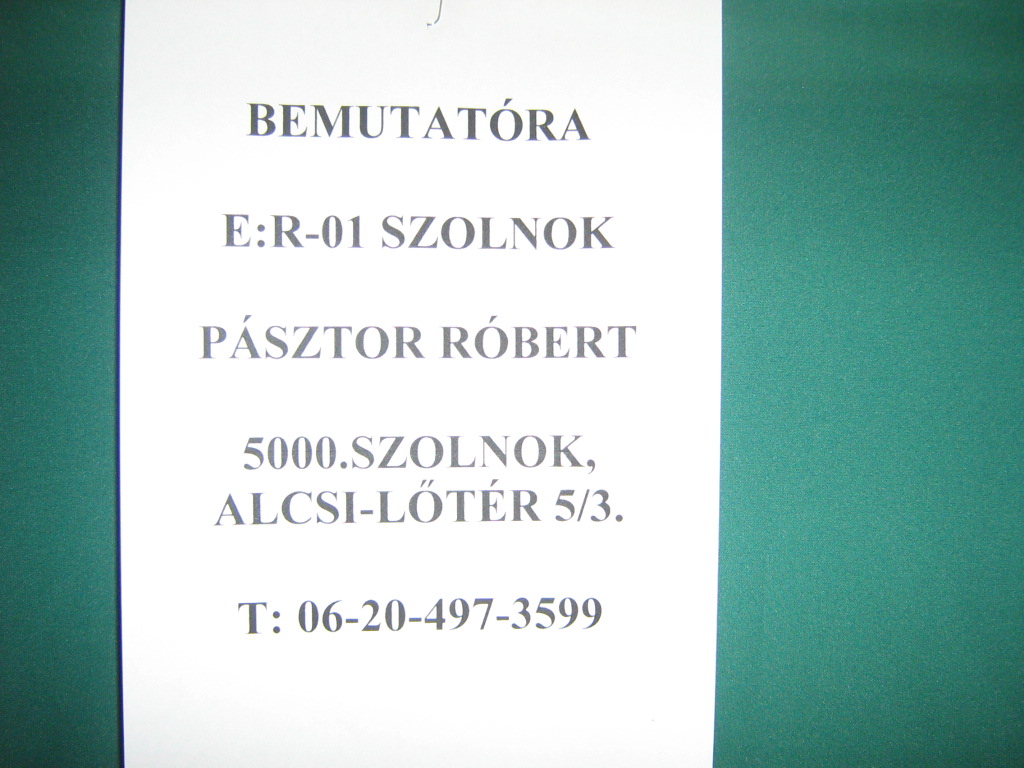 BEMUTATÓRA
E:R-01 SZOLNOK
PÁSZTOR RÓBERT
5000.SZOLNOK,
ALCSI-LŐTÉR 5/3.
T: 06-20-497-3599